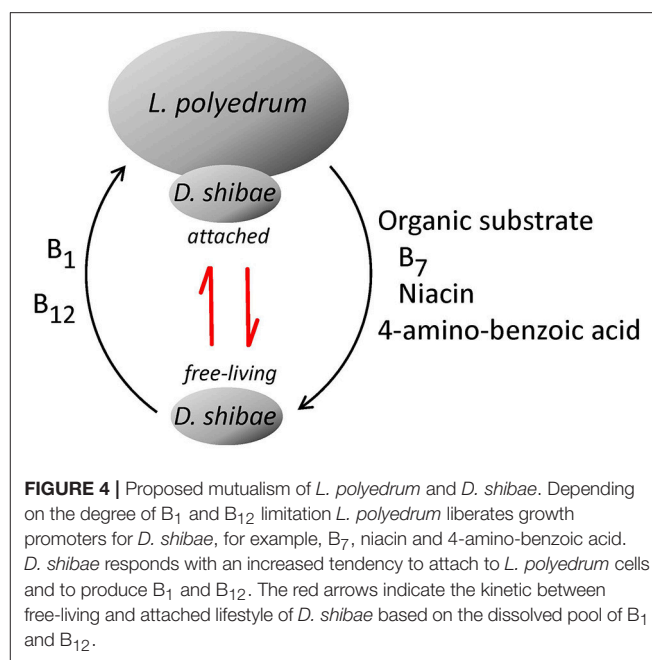 L. polyedrum
D. shibae
attached
B₁
B₁₂
Organic substrate
B₇
Niacin
4-amino-benzoic acid
free-living
D. shibae
FIGURE 4 | Proposed mutualism of L. polyedrum and D. shibae. Depending
on the degree of B₁ and B₁₂ limitation L. polyedrum liberates growth
promoters for D. shibae, for example, B₇, niacin and 4-amino-benzoic acid.
D. shibae responds with an increased tendency to attach to L. polyedrum cells
and to produce B₁ and B₁₂. The red arrows indicate the kinetic between
free-living and attached lifestyle of D. shibae based on the dissolved pool of B₁
and B₁₂.